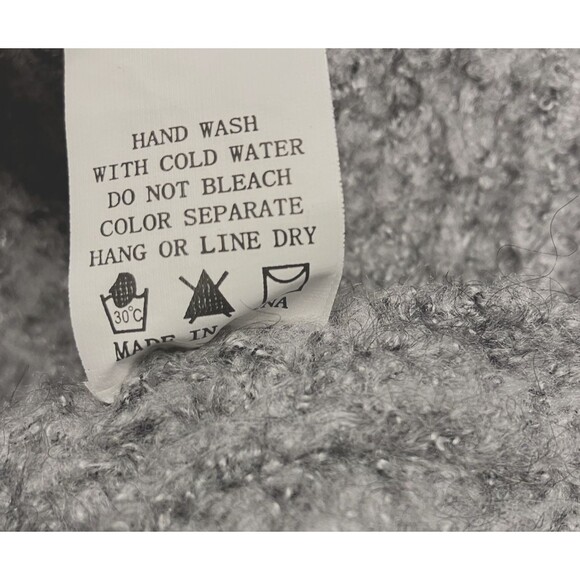 HAND WASH
WITH COLD WATER
DO NOT BLEACH
COLOR SEPARATE
HANG OR LINE DRY
30°C
MADE IN